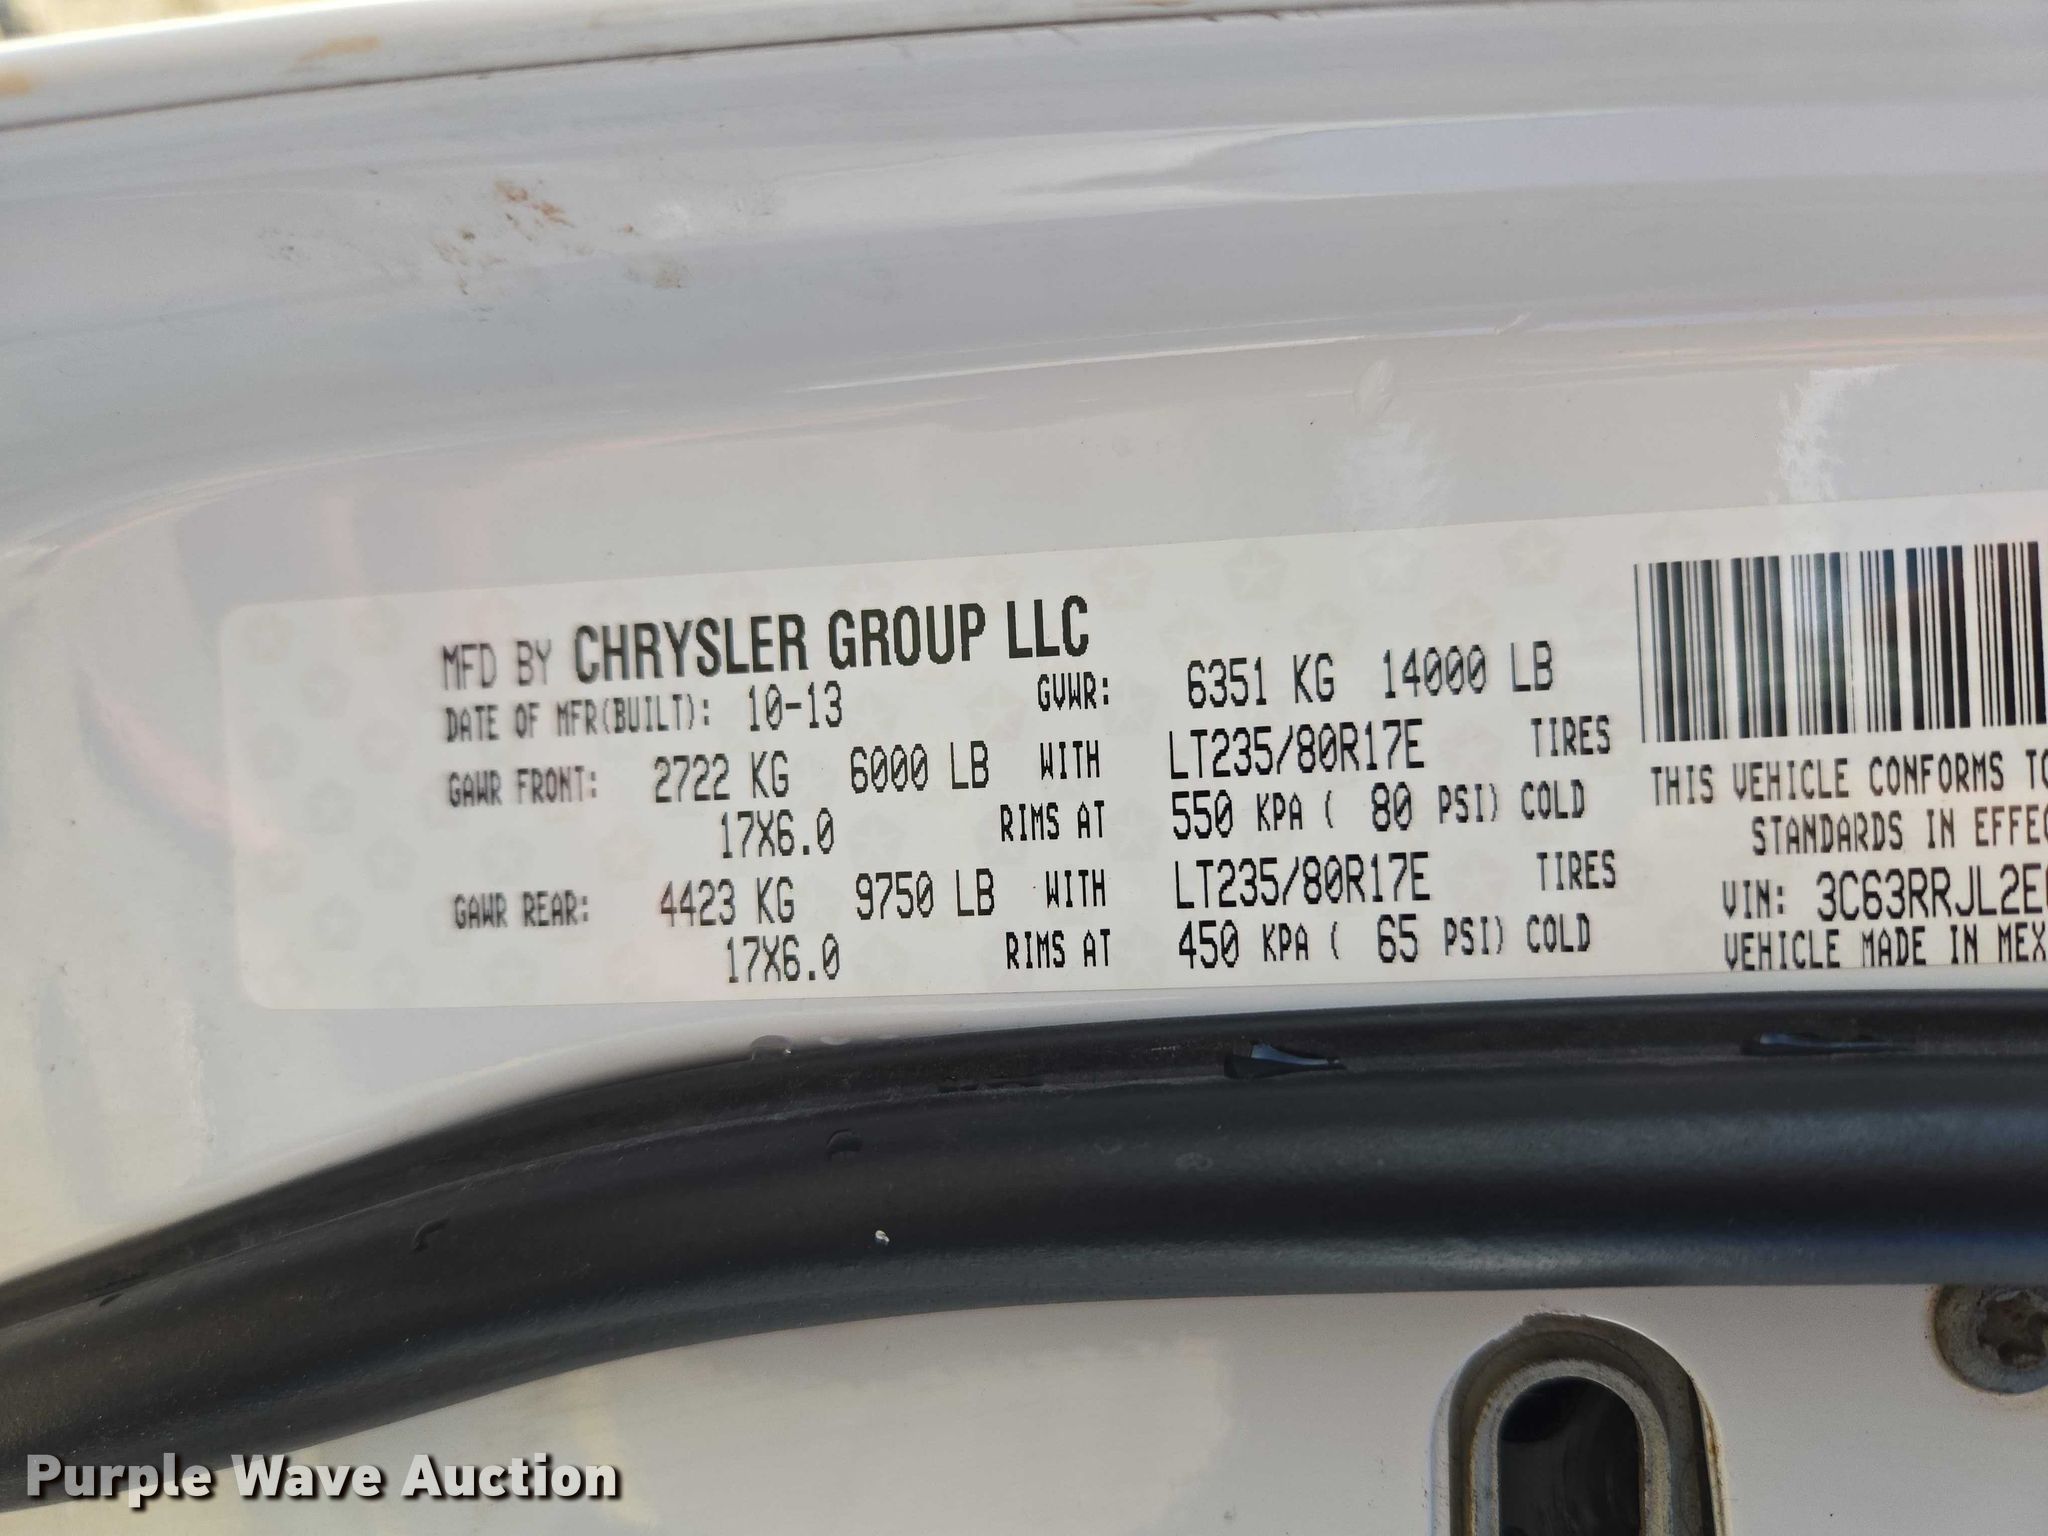 MFD BY CHRYSLER GROUP LLC
DATE OF MFR(BUILT): 10-13 GVWR: 6351 KG 14000 LB
GAWR FRONT: 2722 KG 6000 LB WITH LT235/80R17E TIRES
17X6.0 RIMS AT 550 KPA ( 80 PSI) COLD
GAWR REAR: 4423 KG 9750 LB WITH LT235/80R17E TIRES
17X6.0 RIMS AT 450 KPA ( 65 PSI) COLD
THIS VEHICLE CONFORMS TO
STANDARDS IN EFFEC
VIN: 3C63RRJL2E
VEHICLE MADE IN MEX
Purple Wave Auction